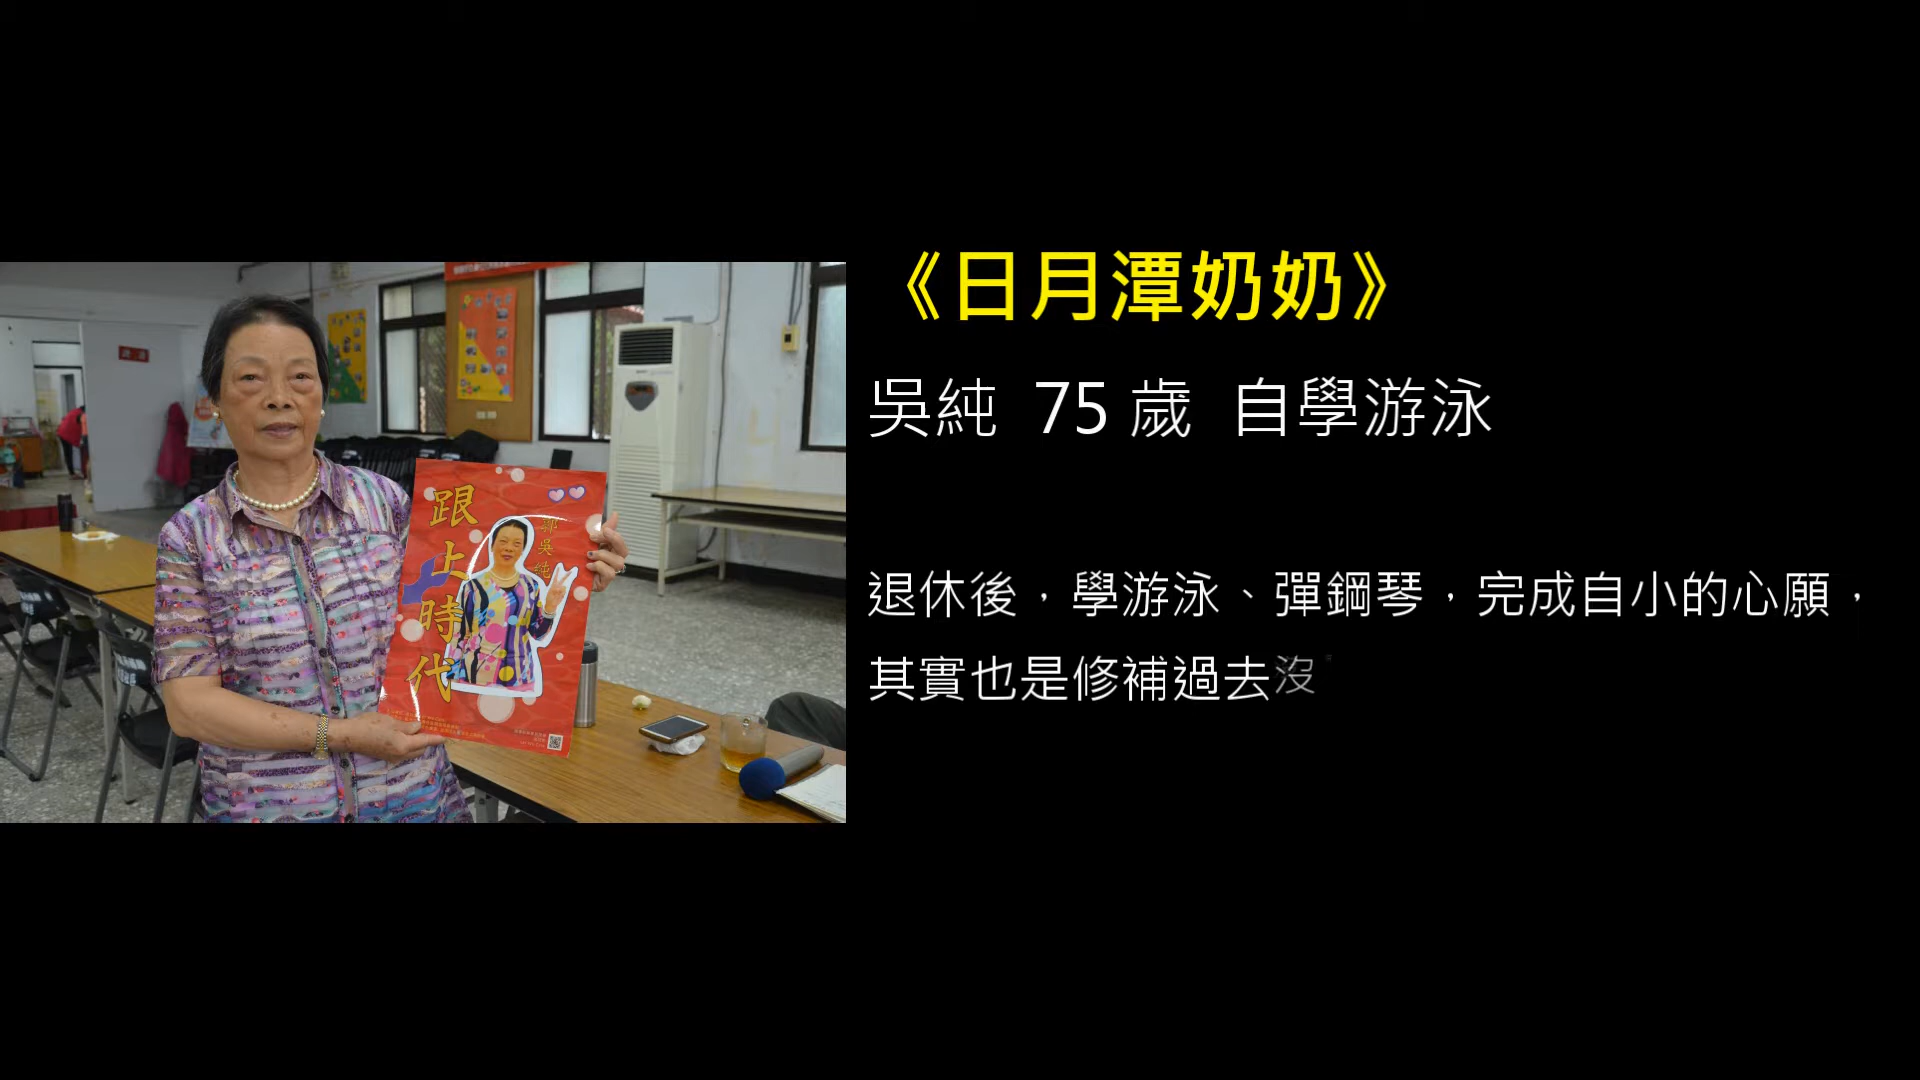 《日月潭奶奶》
吳純 75 歲 自學游泳
退休後，學游泳、彈鋼琴，完成自小的心願，
其實也是修補過去沒
跟上時代
郭吳純